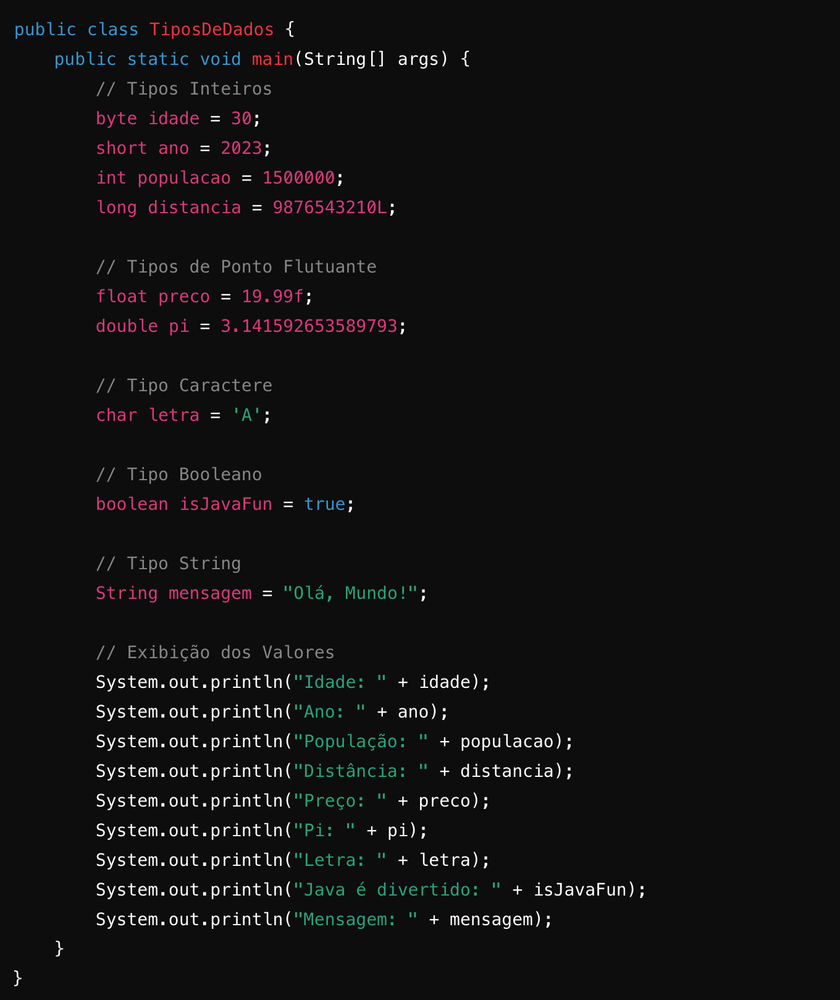 public class TiposDeDados {
    public static void main(String[] args) {
        // Tipos Inteiros
        byte idade = 30;
        short ano = 2023;
        int populacao = 1500000;
        long distancia = 9876543210L;

        // Tipos de Ponto Flutuante
        float preco = 19.99f;
        double pi = 3.141592653589793;

        // Tipo Caractere
        char letra = 'A';

        // Tipo Booleano
        boolean isJavaFun = true;

        // Tipo String
        String mensagem = "Olá, Mundo!";

        // Exibição dos Valores
        System.out.println("Idade: " + idade);
        System.out.println("Ano: " + ano);
        System.out.println("População: " + populacao);
        System.out.println("Distância: " + distancia);
        System.out.println("Preço: " + preco);
        System.out.println("Pi: " + pi);
        System.out.println("Letra: " + letra);
        System.out.println("Java é divertido: " + isJavaFun);
        System.out.println("Mensagem: " + mensagem);
    }
}